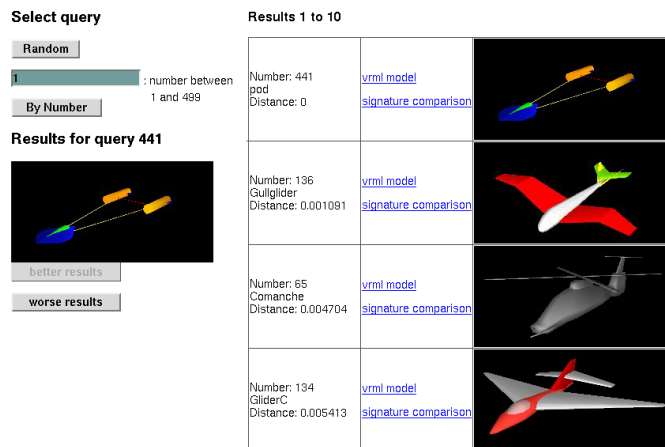 Select query
Random
1
: number between
1 and 499
By Number
Results for query 441
better results
worse results
Results 1 to 10
Number: 441
pod
Distance: 0
vrml model
signature comparison
Number: 136
Gullglider
Distance: 0.001091
vrml model
signature comparison
Number: 65
Comanche
Distance: 0.004704
vrml model
signature comparison
Number: 134
GliderC
Distance: 0.005413
vrml model
signature comparison